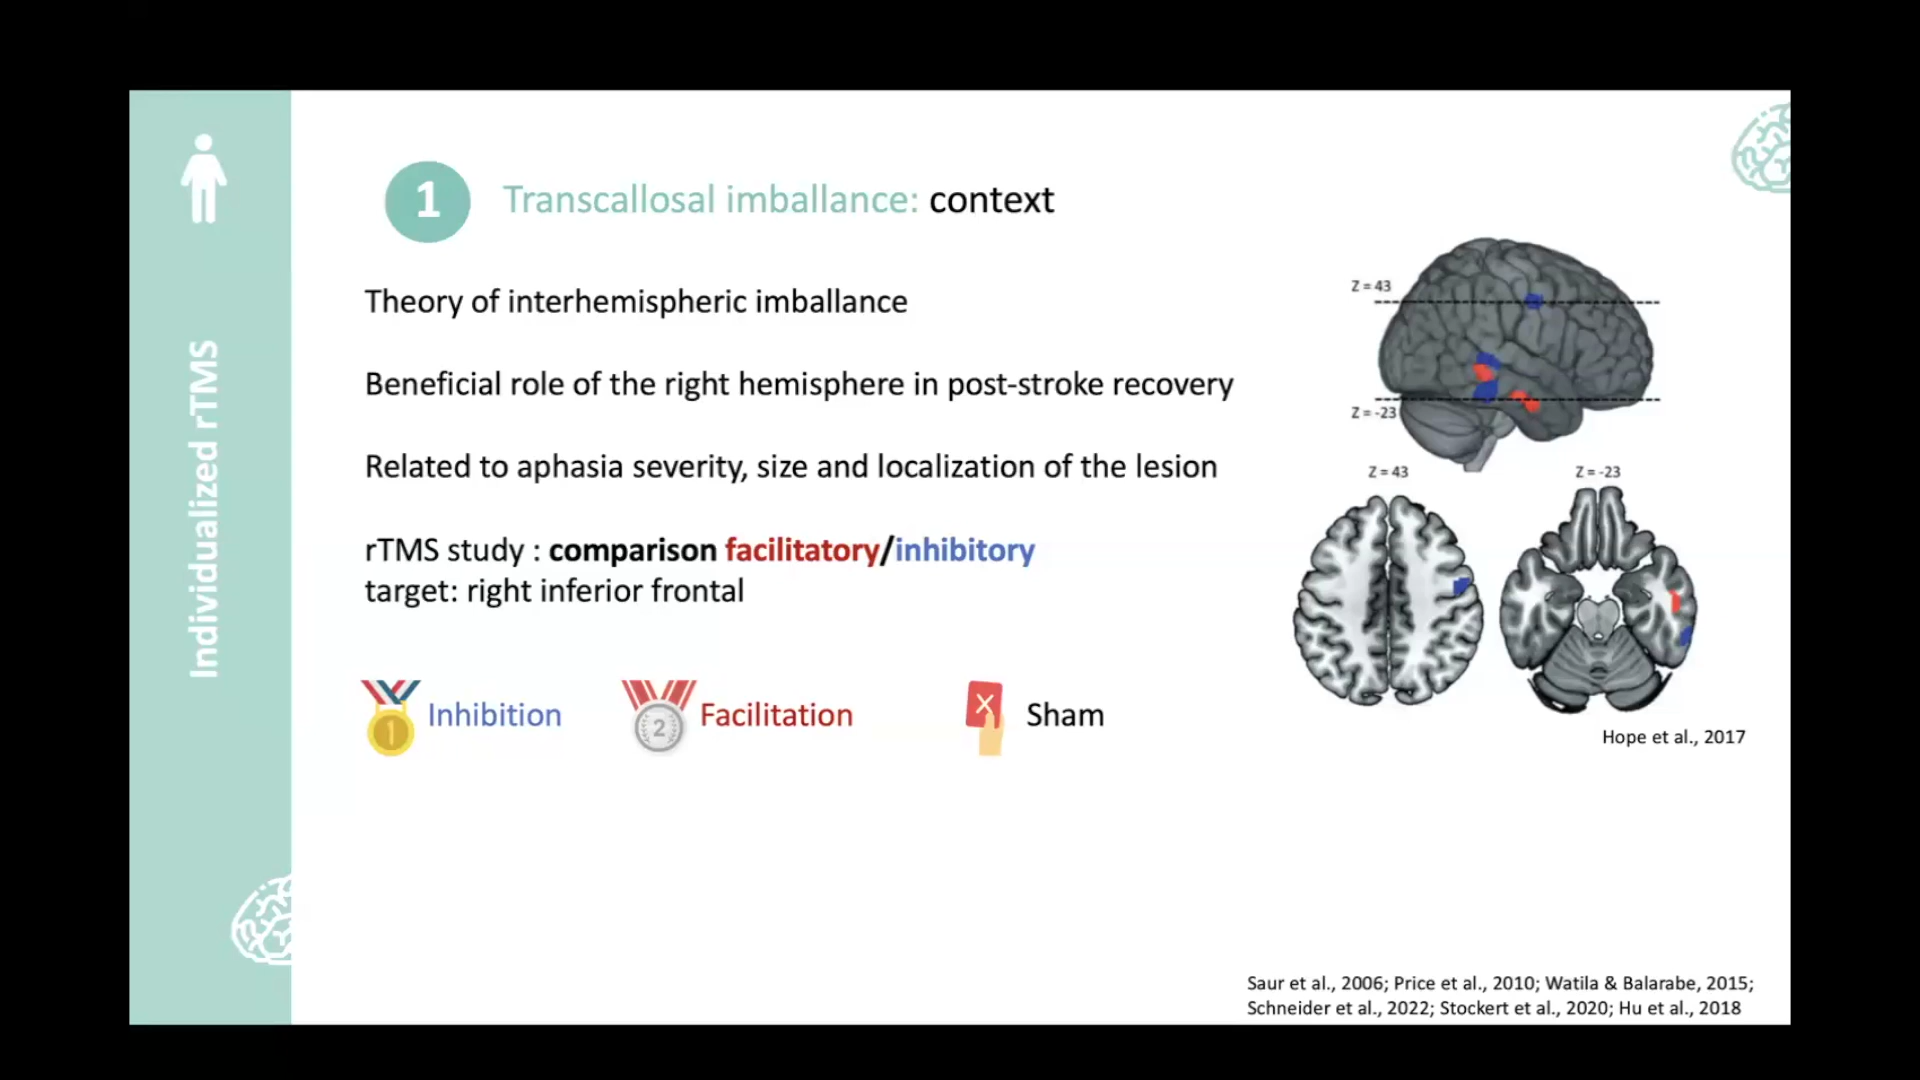 Individualized rTMS
1 Transcallosal imballance: context
Theory of interhemispheric imballance
Beneficial role of the right hemisphere in post-stroke recovery
Related to aphasia severity, size and localization of the lesion
rTMS study : comparison facilitatory/inhibitory
target: right inferior frontal
1 Inhibition 2 Facilitation X Sham
Z = 43
Z = -23
Z = 43 Z = -23
Hope et al., 2017
Saur et al., 2006; Price et al., 2010; Watila & Balarabe, 2015;
Schneider et al., 2022; Stockert et al., 2020; Hu et al., 2018